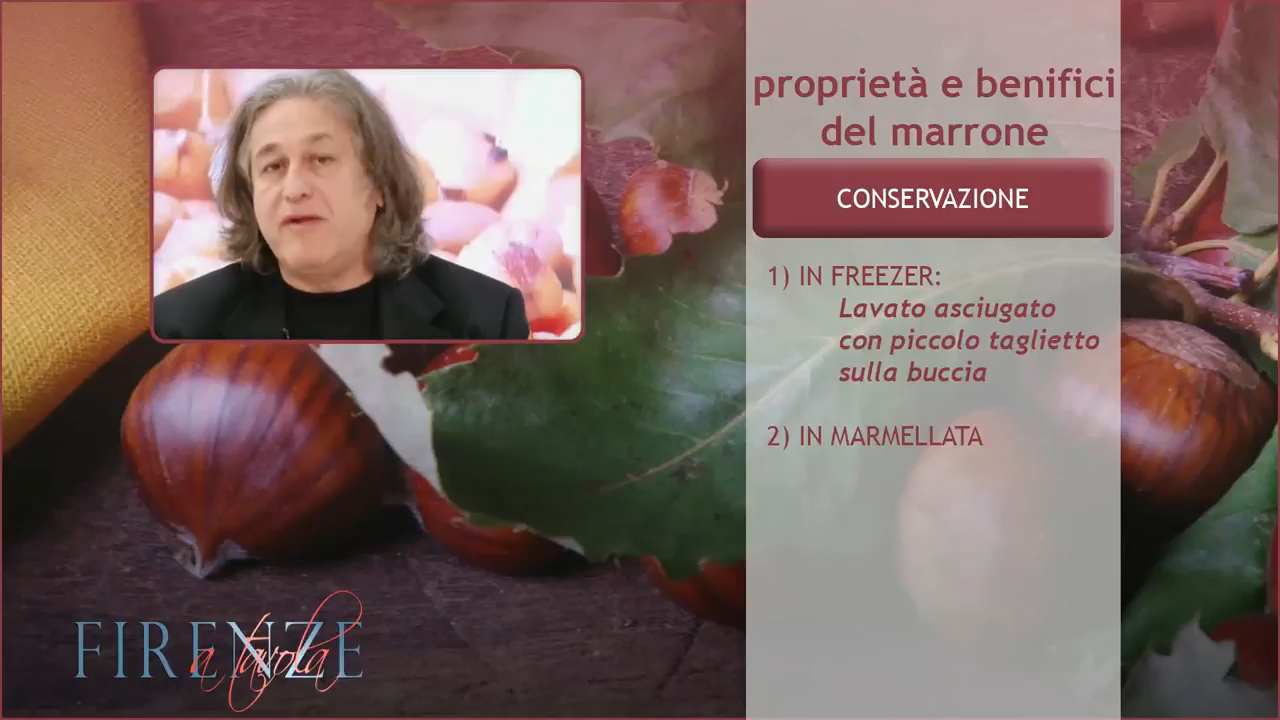 proprietà e benifici
del marrone
CONSERVAZIONE
1) IN FREEZER:
Lavato asciugato
con piccolo taglietto
sulla buccia
2) IN MARMELLATA
FIRENZE
a tavola